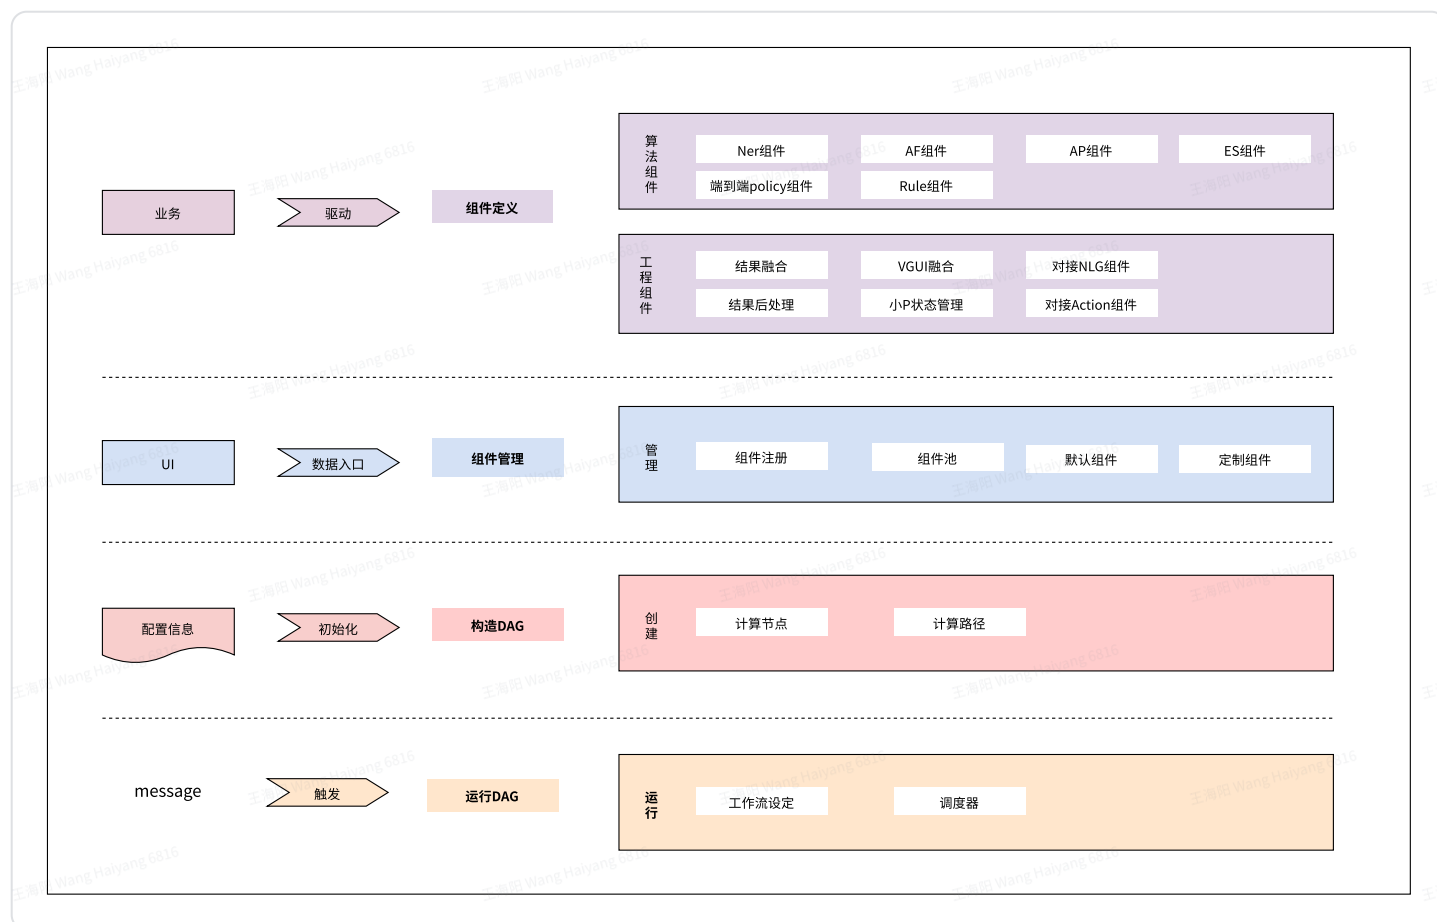 业务
驱动
组件定义
算法组件
Ner组件
AF组件
AP组件
ES组件
端到端policy组件
Rule组件
工程组件
结果融合
VGUI融合
对接NLG组件
结果后处理
小P状态管理
对接Action组件
UI
数据入口
组件管理
管理
组件注册
组件池
默认组件
定制组件
配置信息
初始化
构造DAG
创建
计算节点
计算路径
message
触发
运行DAG
运行
工作流设定
调度器
王海阳 Wang Haiyang 6816